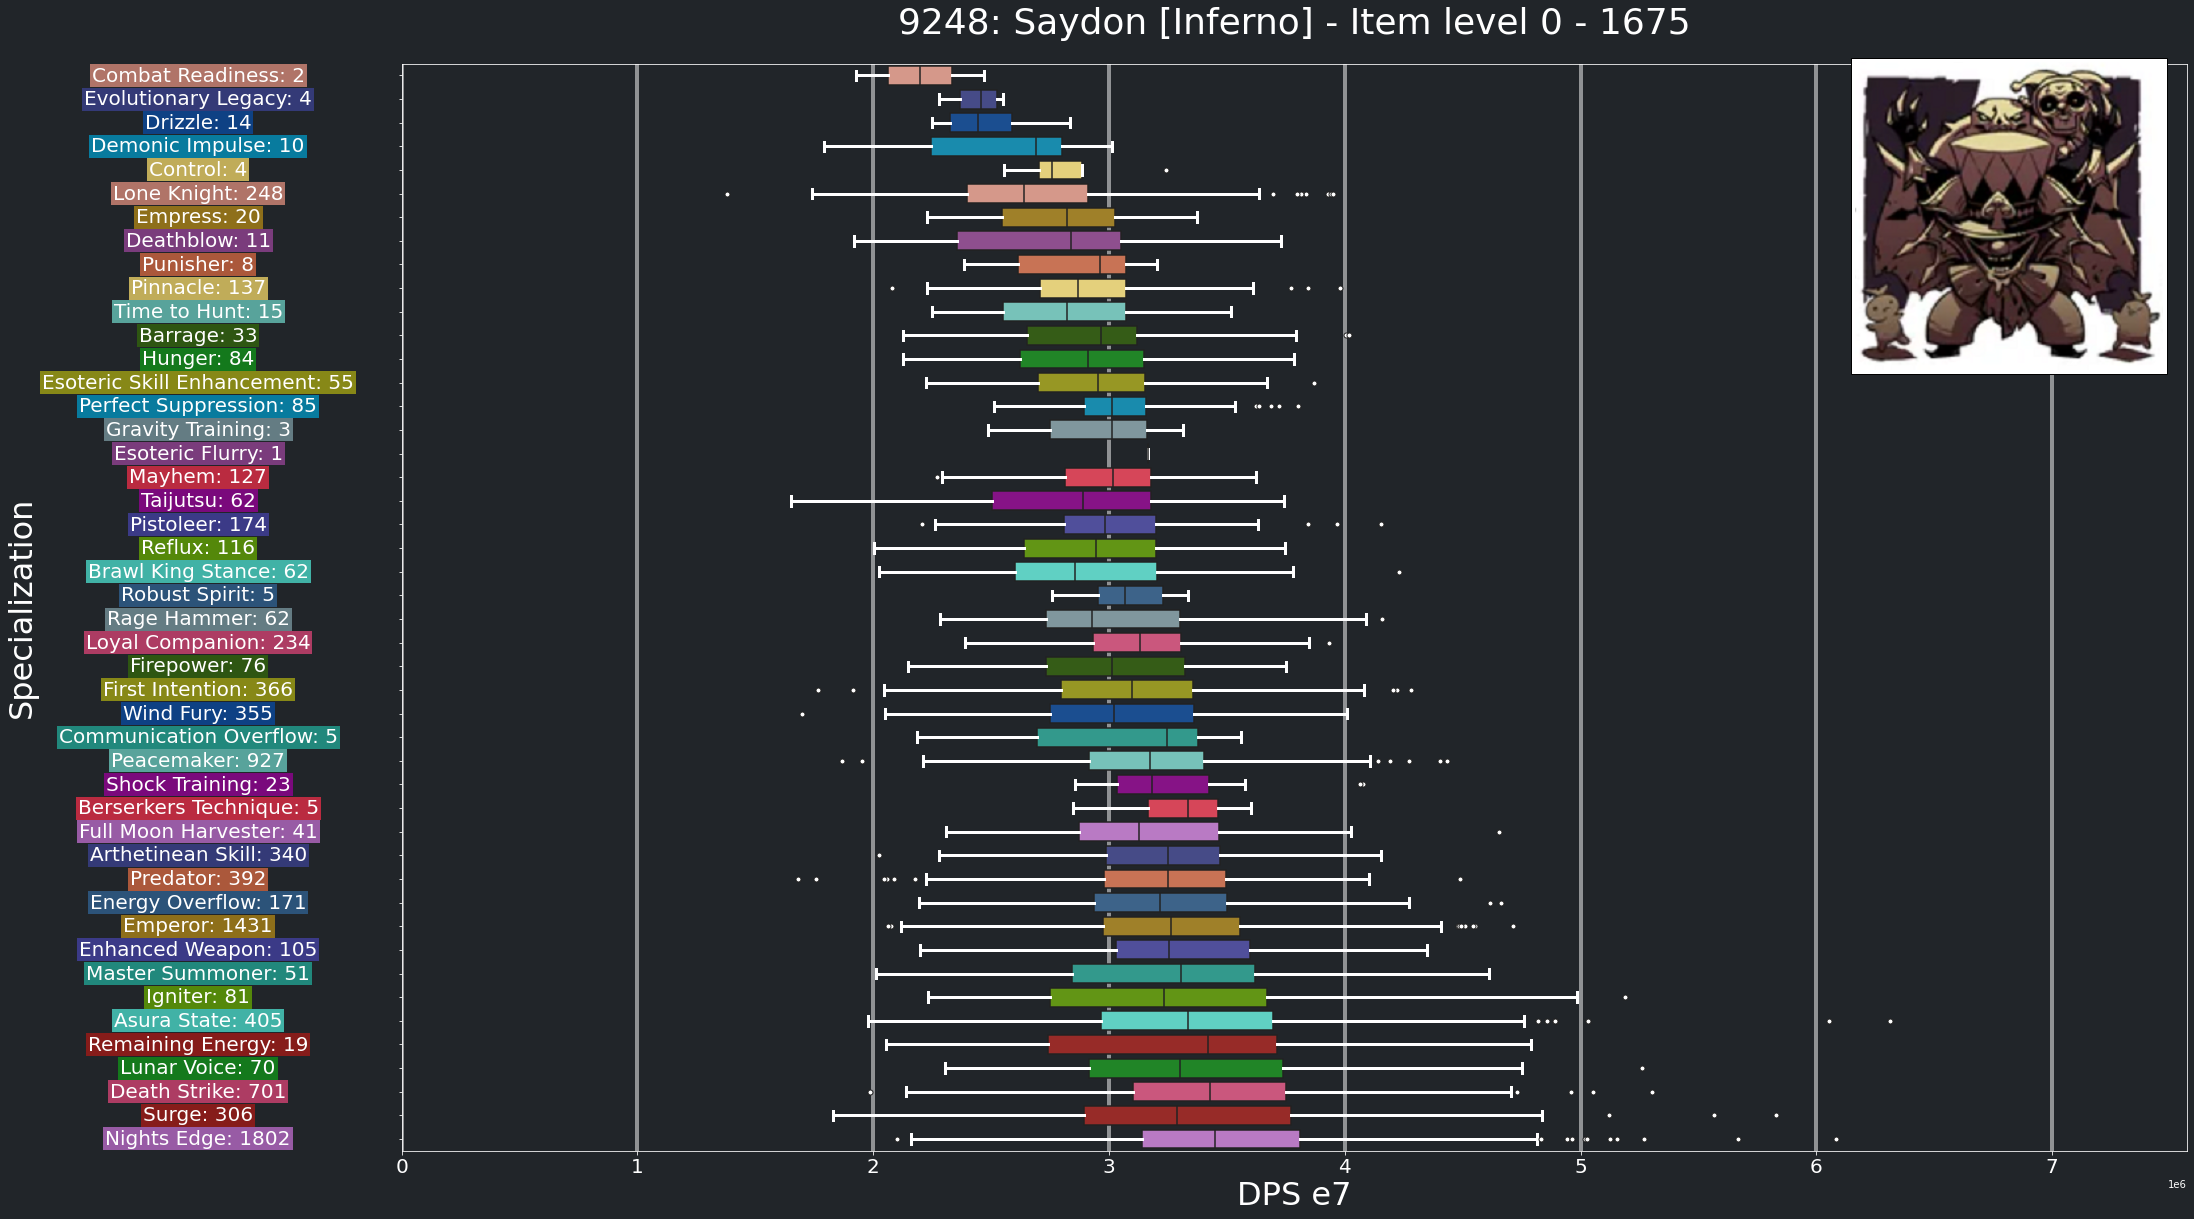 9248: Saydon [Inferno] - Item level 0 - 1675
Combat Readiness: 2
Evolutionary Legacy: 4
Drizzle: 14
Demonic Impulse: 10
Control: 4
Lone Knight: 248
Empress: 20
Deathblow: 11
Punisher: 8
Pinnacle: 137
Time to Hunt: 15
Barrage: 33
Hunger: 84
Esoteric Skill Enhancement: 55
Perfect Suppression: 85
Gravity Training: 3
Esoteric Flurry: 1
Mayhem: 127
Taijutsu: 62
Pistoleer: 174
Reflux: 116
Brawl King Stance: 62
Robust Spirit: 5
Rage Hammer: 62
Loyal Companion: 234
Firepower: 76
First Intention: 366
Wind Fury: 355
Communication Overflow: 5
Peacemaker: 927
Shock Training: 23
Berserkers Technique: 5
Full Moon Harvester: 41
Arthetinean Skill: 340
Predator: 392
Energy Overflow: 171
Emperor: 1431
Enhanced Weapon: 105
Master Summoner: 51
Igniter: 81
Asura State: 405
Remaining Energy: 19
Lunar Voice: 70
Death Strike: 701
Surge: 306
Nights Edge: 1802
Specialization
0 1 2 3 4 5 6 7
DPS e7
1e6